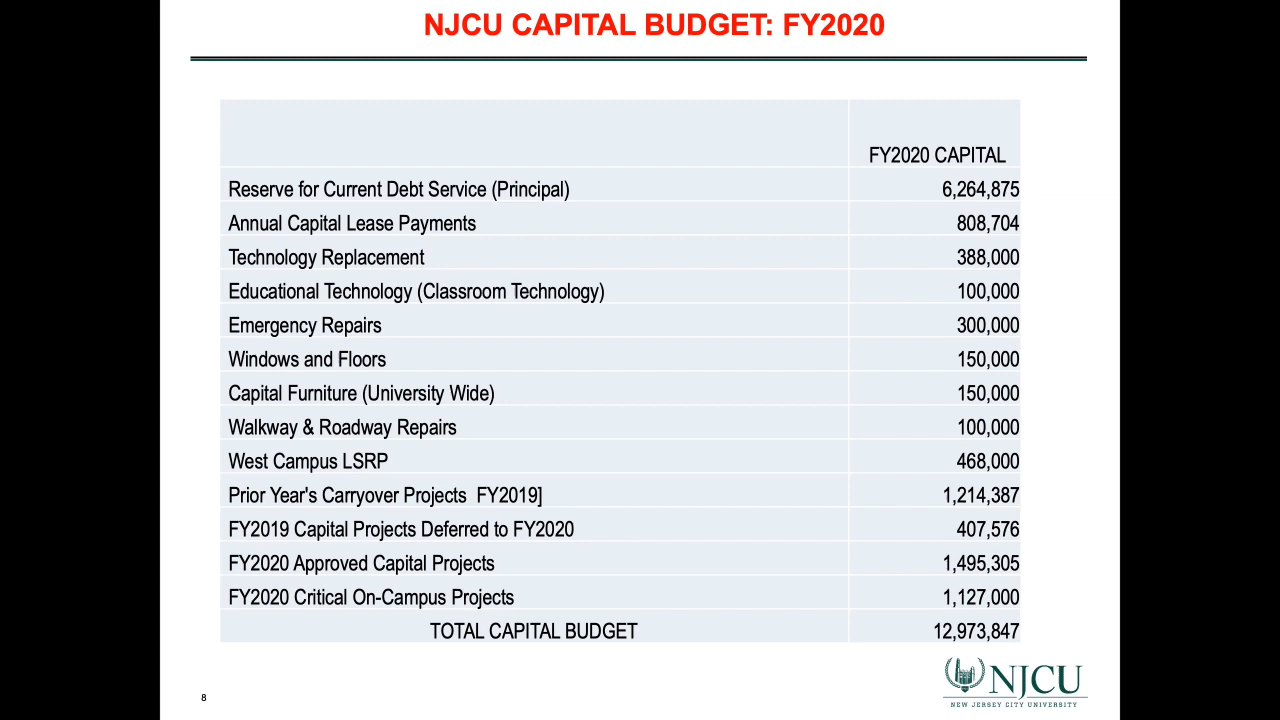 NJCU CAPITAL BUDGET: FY2020
FY2020 CAPITAL
Reserve for Current Debt Service (Principal) 6,264,875
Annual Capital Lease Payments 808,704
Technology Replacement 388,000
Educational Technology (Classroom Technology) 100,000
Emergency Repairs 300,000
Windows and Floors 150,000
Capital Furniture (University Wide) 150,000
Walkway & Roadway Repairs 100,000
West Campus LSRP 468,000
Prior Year's Carryover Projects  FY2019] 1,214,387
FY2019 Capital Projects Deferred to FY2020 407,576
FY2020 Approved Capital Projects 1,495,305
FY2020 Critical On-Campus Projects 1,127,000
TOTAL CAPITAL BUDGET 12,973,847
8
NJCU
NEW JERSEY CITY UNIVERSITY